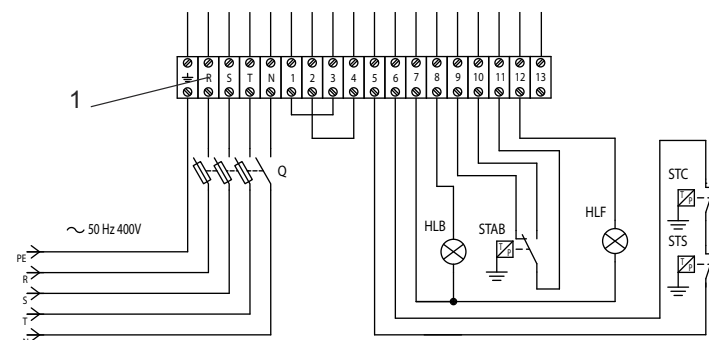 R S T N 1 2 3 4 5 6 7 8 9 10 11 12 13
1
Q
STC
HLF
HLB
STAB
T P
STS
T P
T P
50 Hz 400V
PE
R
S
T
N